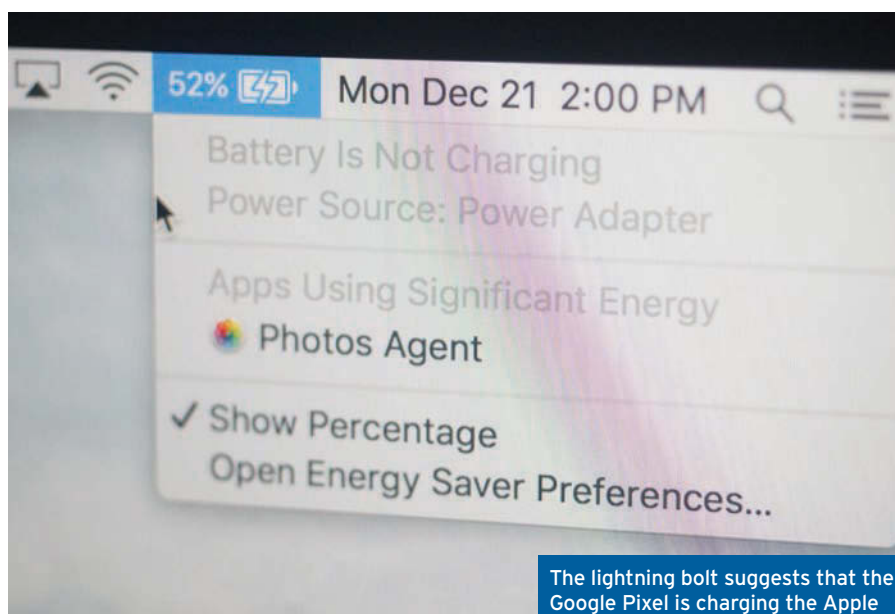 52% Mon Dec 21 2:00 PM
Battery Is Not Charging
Power Source: Power Adapter
Apps Using Significant Energy
Photos Agent
✓ Show Percentage
Open Energy Saver Preferences...
The lightning bolt suggests that the
Google Pixel is charging the Apple